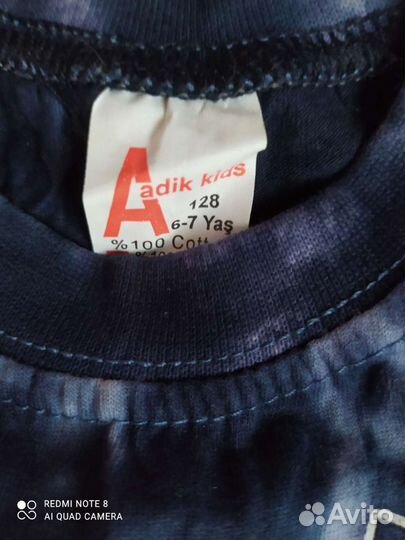 Aadik kids
128
6-7 Yaş
%100 Cott
REDMI NOTE 8
AI QUAD CAMERA
Avito